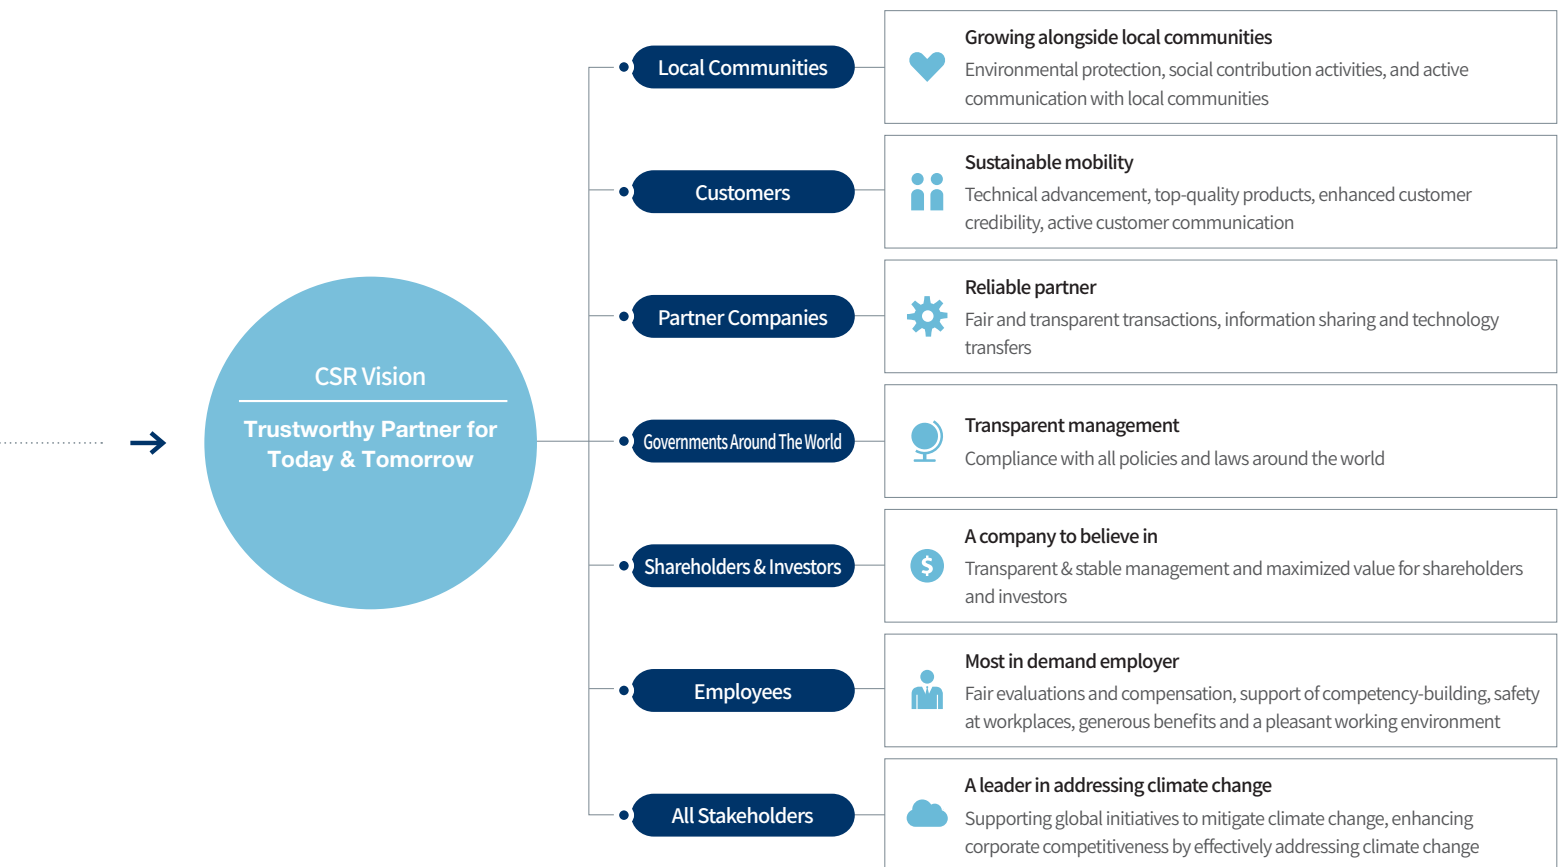 CSR Vision
Trustworthy Partner for
Today & Tomorrow
Local Communities
Growing alongside local communities
Environmental protection, social contribution activities, and active
communication with local communities
Customers
Sustainable mobility
Technical advancement, top-quality products, enhanced customer
credibility, active customer communication
Partner Companies
Reliable partner
Fair and transparent transactions, information sharing and technology
transfers
Governments Around The World
Transparent management
Compliance with all policies and laws around the world
Shareholders & Investors
$
A company to believe in
Transparent & stable management and maximized value for shareholders
and investors
Employees
Most in demand employer
Fair evaluations and compensation, support of competency-building, safety
at workplaces, generous benefits and a pleasant working environment
All Stakeholders
A leader in addressing climate change
Supporting global initiatives to mitigate climate change, enhancing
corporate competitiveness by effectively addressing climate change